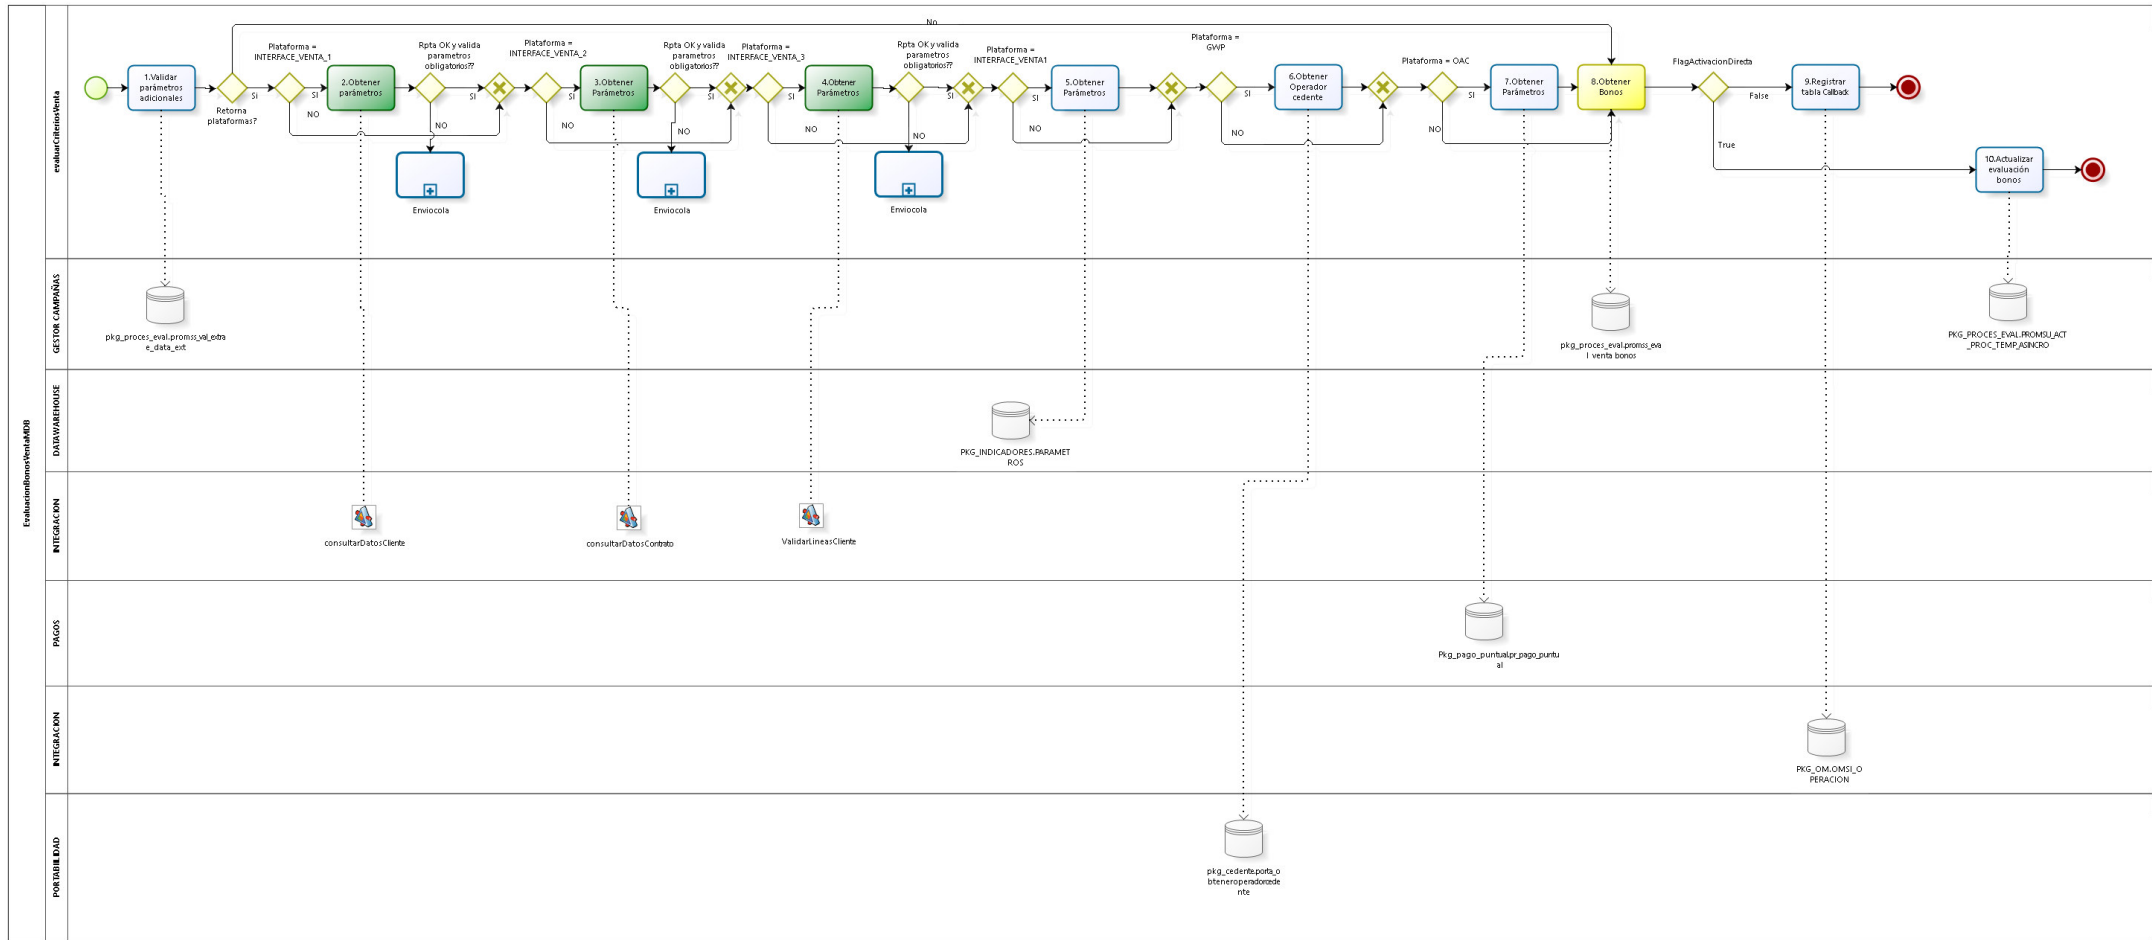 EvaluacionBonosVentaMDB
evaluarCriteriosVenta
No
1.Validar
parámetros
adicionales
Retorna
plataformas?
Si
Plataforma =
INTERFACE_VENTA_1
SI
NO
2.Obtener
parámetros
Rpta OK y valida
parametros
obligatorios??
SI
NO
Enviocola
Plataforma =
INTERFACE_VENTA_2
SI
NO
3.Obtener
Parámetros
Rpta OK y valida
parametros
obligatorios??
SI
NO
Enviocola
Plataforma =
INTERFACE_VENTA_3
SI
NO
4.Obtener
Parámetros
Rpta OK y valida
parametros
obligatorios??
SI
NO
Enviocola
Plataforma =
INTERFACE_VENTA1
SI
NO
5.Obtener
Parámetros
Plataforma =
GWP
SI
NO
6.Obtener
Operador
cedente
Plataforma = OAC
SI
NO
7.Obtener
Parámetros
8.Obtener
Bonos
FlagActivacionDirecta
False
True
9.Registrar
tabla Callback
10.Actualizar
evaluación
bonos
GESTOR CAMPAÑAS
pkg_proces_eval.promss_val_extra
e_data_ext
pkg_proces_eval.promss_eva
l_venta bonos
PKG_PROCES_EVAL.PROMSU_ACT
_PROC_TEMP_ASINCRO
DATAWAREHOUSE
PKG_INDICADORES.PARAMET
ROS
INTEGRACION
consultarDatosCliente
consultarDatosContrato
ValidarLineasCliente
PAGOS
Pkg_pago_puntual.pr_pago_puntu
al
INTEGRACION
PKG_OM.OMSI_O
PERACION
PORTABILIDAD
pkg_cedente.porta_o
bteneroperadorcede
nte